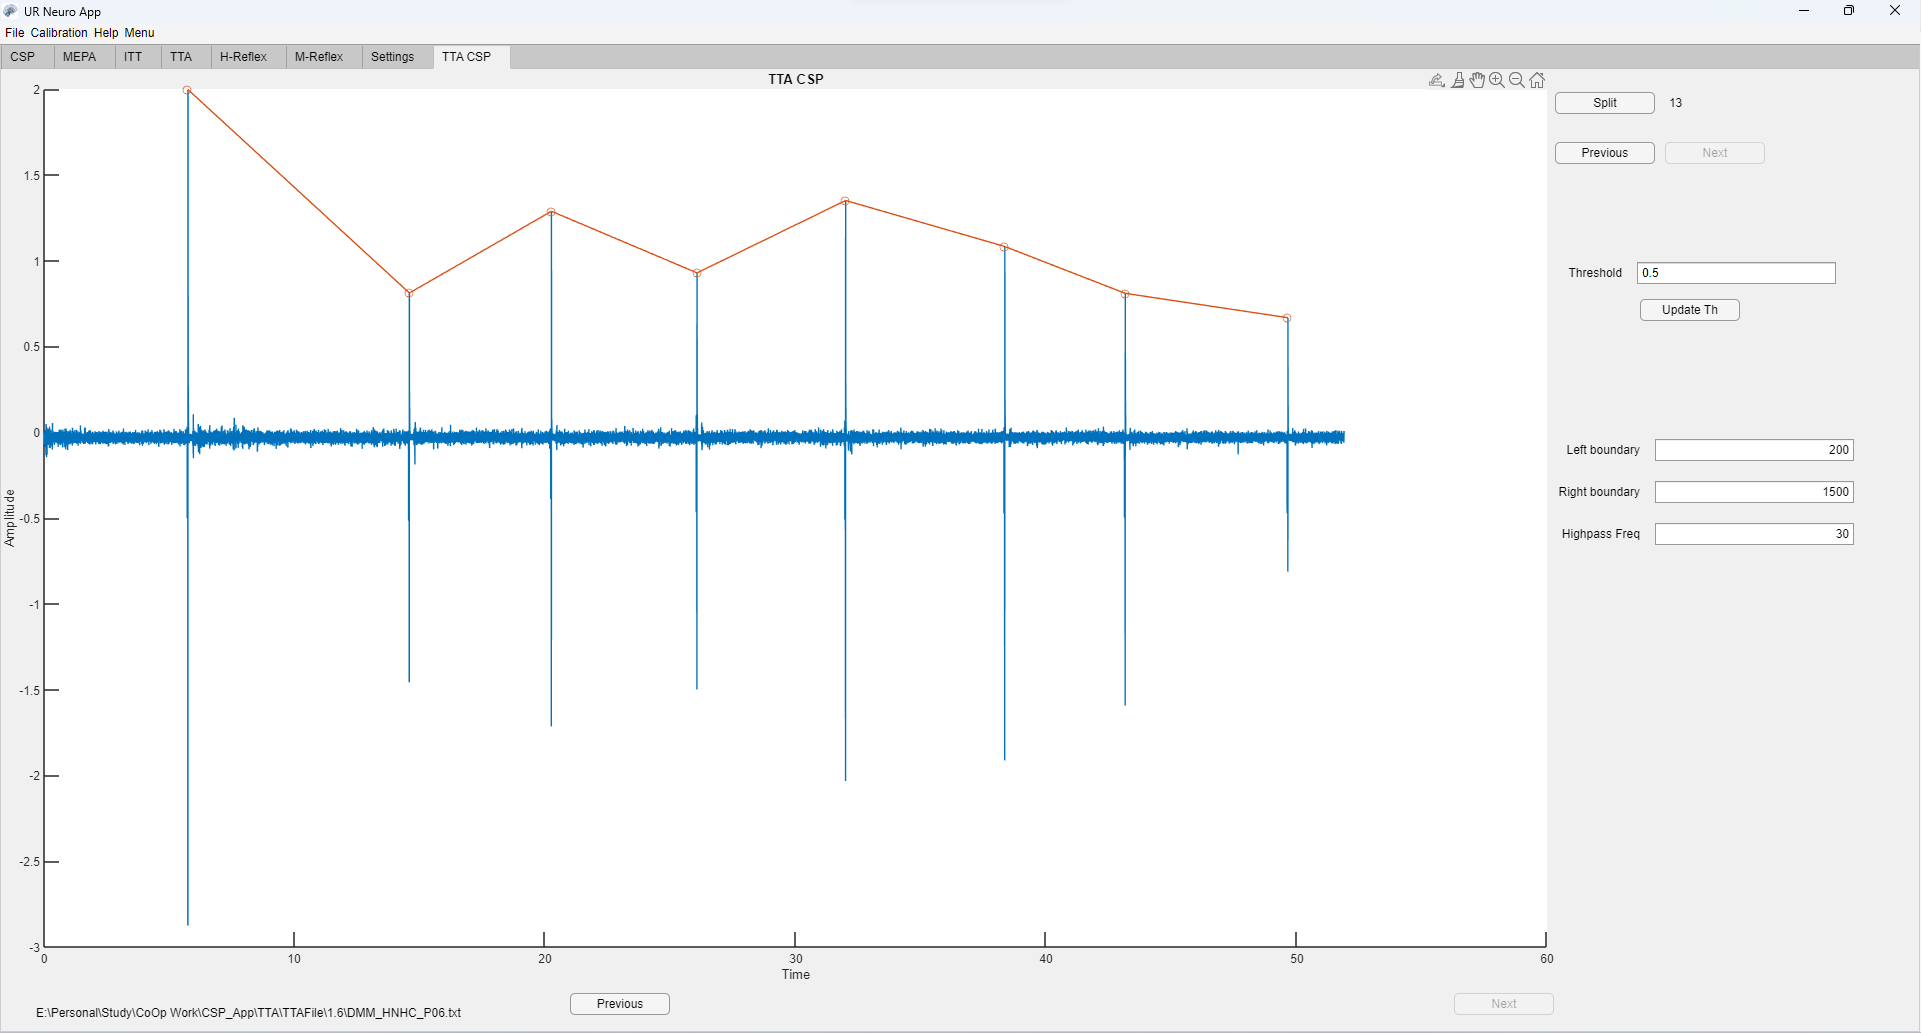 UR Neuro App
File Calibration Help Menu
CSP MEPA ITT TTA H-Reflex M-Reflex Settings TTA CSP
TTA CSP
Split 13
Previous Next
Threshold 0.5
Update Th
Left boundary 200
Right boundary 1500
Highpass Freq 30
2
1.5
1
0.5
0
-0.5
-1
-1.5
-2
-2.5
-3
Amplitude
0 10 20 30 40 50 60
Time
Previous Next
E:\Personal\Study\CoOp Work\CSP_App\TTA\TTAFile\1.6\DMM_HNHC_P06.txt